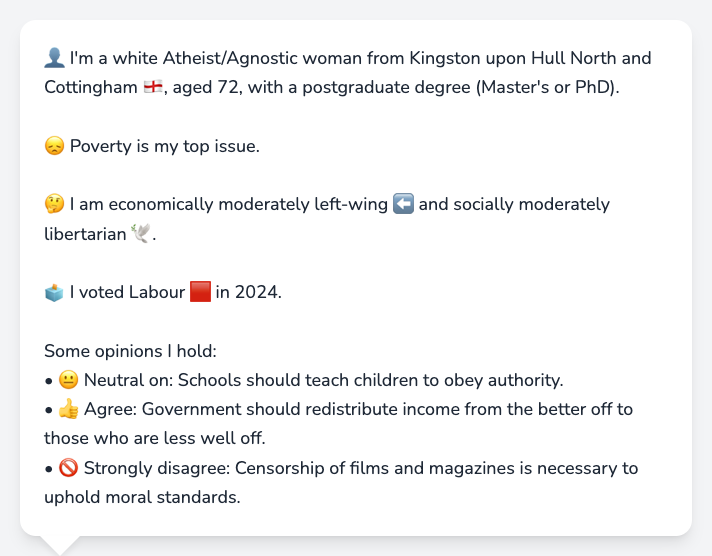 👤 I'm a white Atheist/Agnostic woman from Kingston upon Hull North and
Cottingham 🏴󠁧󠁢󠁥󠁮󠁧󠁿, aged 72, with a postgraduate degree (Master's or PhD).
😞 Poverty is my top issue.
🤔 I am economically moderately left-wing ⬅️ and socially moderately
libertarian 🕊️.
🗳️ I voted Labour 🟥 in 2024.
Some opinions I hold:
• 😐 Neutral on: Schools should teach children to obey authority.
• 👍 Agree: Government should redistribute income from the better off to
those who are less well off.
• 🚫 Strongly disagree: Censorship of films and magazines is necessary to
uphold moral standards.